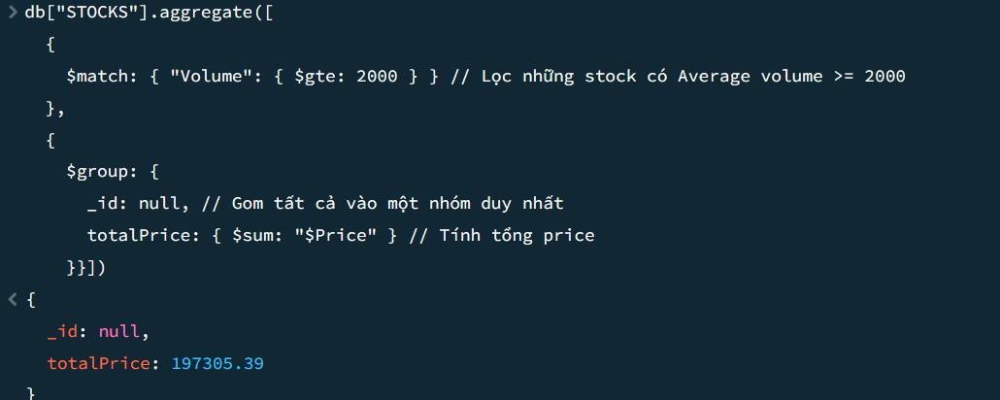 > db["STOCKS"].aggregate([
{
$match: { "Volume": { $gte: 2000 } } // Lọc những stock có Average volume >= 2000
},
{
$group: {
_id: null, // Gom tất cả vào một nhóm duy nhất
totalPrice: { $sum: "$Price" } // Tính tổng price
}}])
< {
_id: null,
totalPrice: 197305.39
}